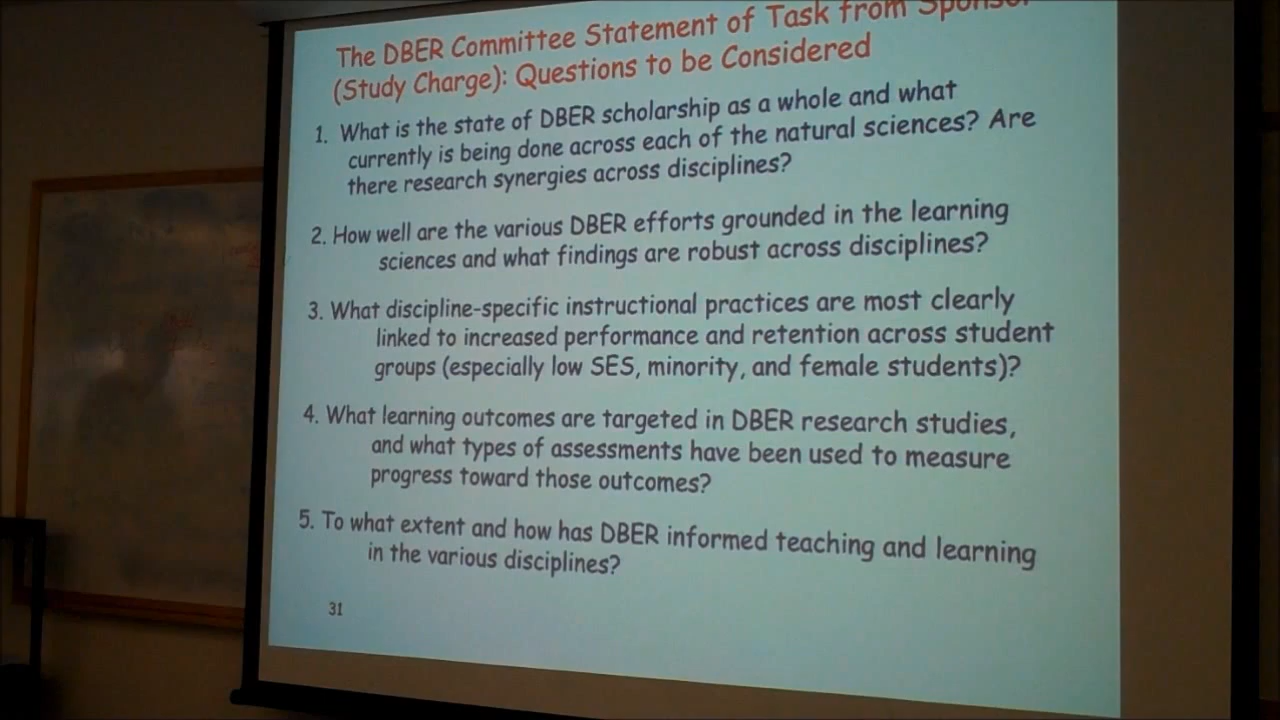 The DBER Committee Statement of Task from Sponsor
(Study Charge): Questions to be Considered
1. What is the state of DBER scholarship as a whole and what
currently is being done across each of the natural sciences? Are
there research synergies across disciplines?
2. How well are the various DBER efforts grounded in the learning
sciences and what findings are robust across disciplines?
3. What discipline-specific instructional practices are most clearly
linked to increased performance and retention across student
groups (especially low SES, minority, and female students)?
4. What learning outcomes are targeted in DBER research studies,
and what types of assessments have been used to measure
progress toward those outcomes?
5. To what extent and how has DBER informed teaching and learning
in the various disciplines?
31